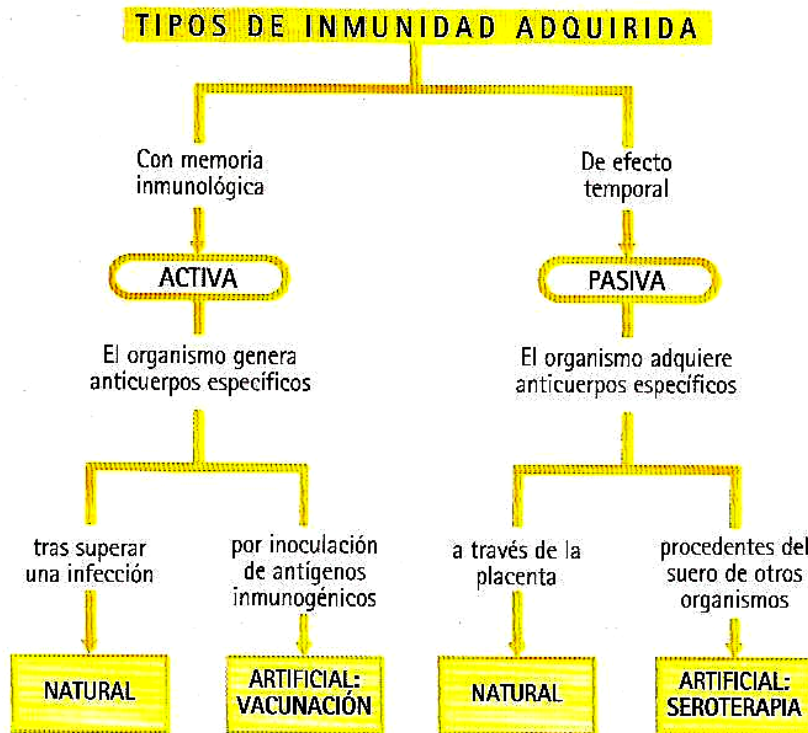 TIPOS DE INMUNIDAD ADQUIRIDA
Con memoria
inmunológica
De efecto
temporal
ACTIVA
PASIVA
El organismo genera
anticuerpos específicos
El organismo adquiere
anticuerpos específicos
tras superar
una infección
por inoculación
de antígenos
inmunogénicos
a través de la
placenta
procedentes del
suero de otros
organismos
NATURAL
ARTIFICIAL:
VACUNACIÓN
NATURAL
ARTIFICIAL:
SEROTERAPIA